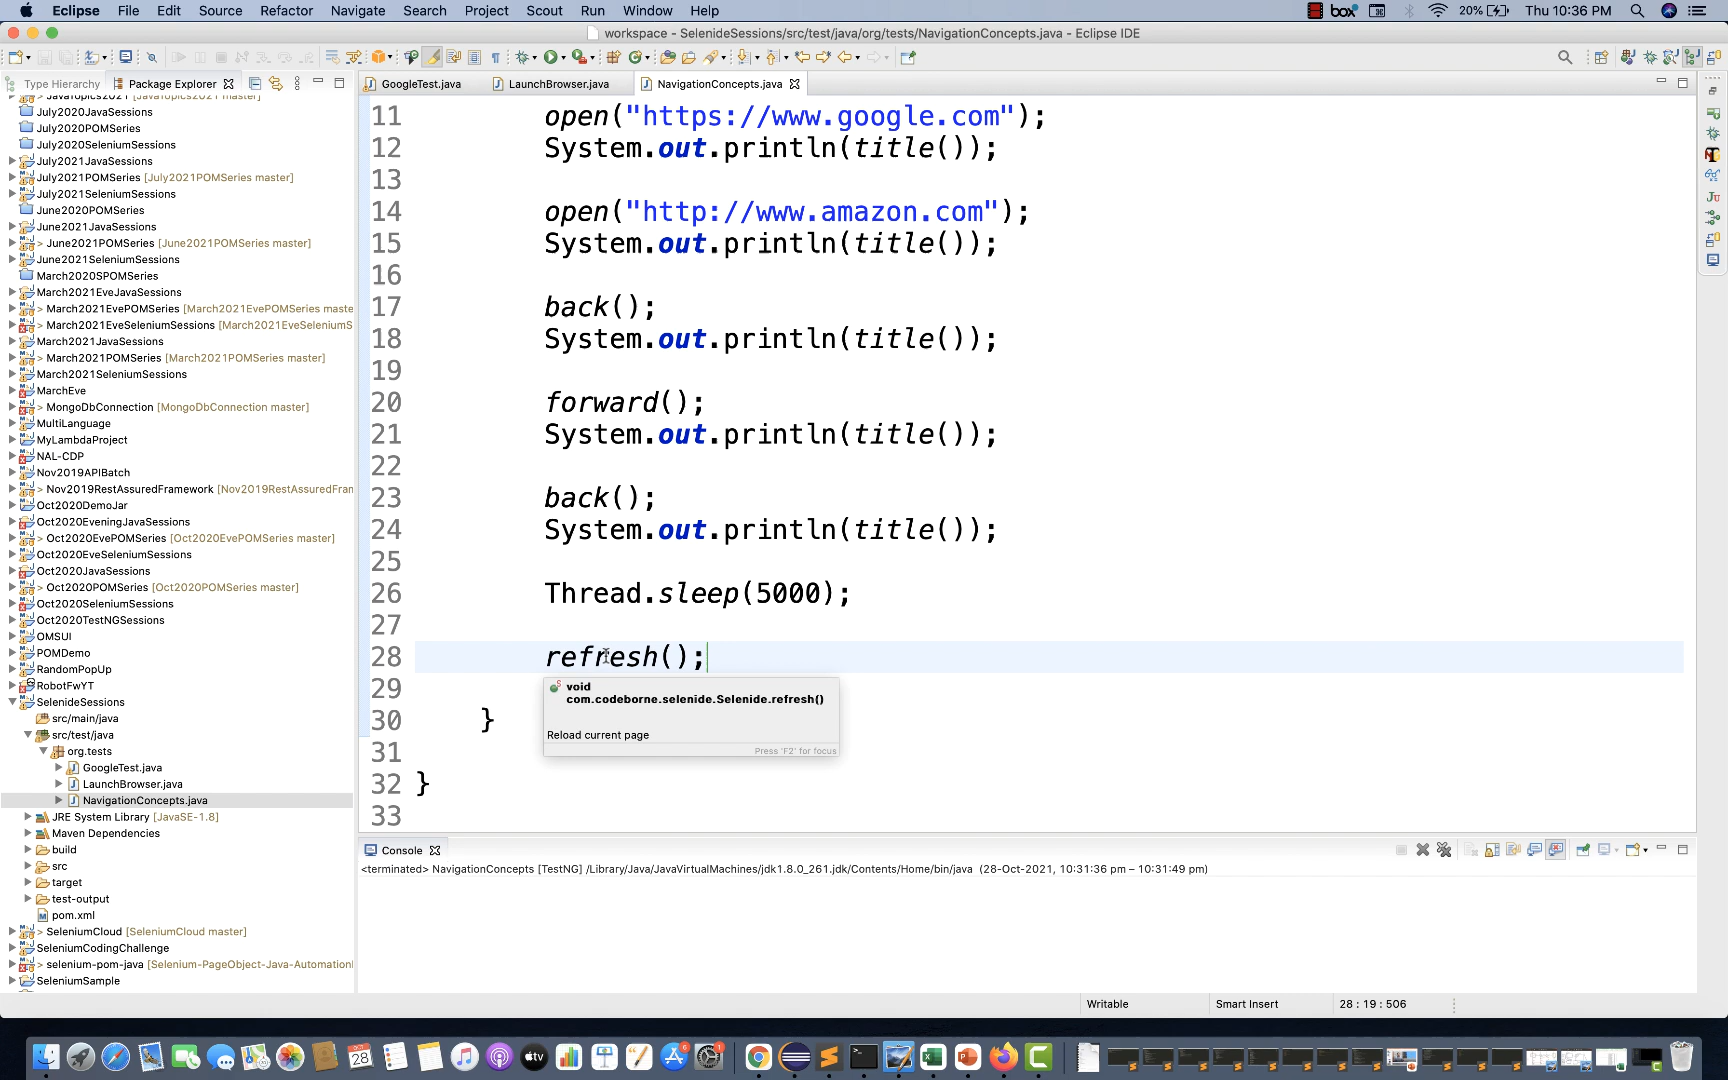 Eclipse File Edit Source Refactor Navigate Search Project Scout Run Window Help
box 20% Thu 10:36 PM
workspace - SelenideSessions/src/test/java/org/tests/NavigationConcepts.java - Eclipse IDE
Type Hierarchy Package Explorer
GoogleTest.java LaunchBrowser.java NavigationConcepts.java
JavaTopics2021 [JavaTopics2021 master]
July2020JavaSessions
July2020POMSeries
July2020SeleniumSessions
July2021JavaSessions
July2021POMSeries [July2021POMSeries master]
July2021SeleniumSessions
June2020POMSeries
June2021JavaSessions
> June2021POMSeries [June2021POMSeries master]
June2021SeleniumSessions
March2020SPOMSeries
March2021EveJavaSessions
> March2021EvePOMSeries [March2021EvePOMSeries maste
> March2021EveSeleniumSessions [March2021EveSeleniumS
March2021JavaSessions
> March2021POMSeries [March2021POMSeries master]
March2021SeleniumSessions
MarchEve
> MongoDbConnection [MongoDbConnection master]
MultiLanguage
MyLambdaProject
NAL-CDP
Nov2019APIBatch
> Nov2019RestAssuredFramework [Nov2019RestAssuredFran
Oct2020DemoJar
Oct2020EveningJavaSessions
> Oct2020EvePOMSeries [Oct2020EvePOMSeries master]
Oct2020EveSeleniumSessions
Oct2020JavaSessions
> Oct2020POMSeries [Oct2020POMSeries master]
Oct2020SeleniumSessions
Oct2020TestNGSessions
OMSUI
POMDemo
RandomPopUp
RobotFwYT
SelenideSessions
src/main/java
src/test/java
org.tests
GoogleTest.java
LaunchBrowser.java
NavigationConcepts.java
JRE System Library [JavaSE-1.8]
Maven Dependencies
build
src
target
test-output
pom.xml
> SeleniumCloud [SeleniumCloud master]
SeleniumCodingChallenge
> selenium-pom-java [Selenium-PageObject-Java-Automation
SeleniumSample
11 open("https://www.google.com");
12 System.out.println(title());
13
14 open("http://www.amazon.com");
15 System.out.println(title());
16
17 back();
18 System.out.println(title());
19
20 forward();
21 System.out.println(title());
22
23 back();
24 System.out.println(title());
25
26 Thread.sleep(5000);
27
28 refresh();
29
30 }
31
32 }
33
void
com.codeborne.selenide.Selenide.refresh()
Reload current page
Press 'F2' for focus
Console
<terminated> NavigationConcepts [TestNG] /Library/Java/JavaVirtualMachines/jdk1.8.0_261.jdk/Contents/Home/bin/java (28-Oct-2021, 10:31:36 pm – 10:31:49 pm)
Writable Smart Insert 28 : 19 : 506